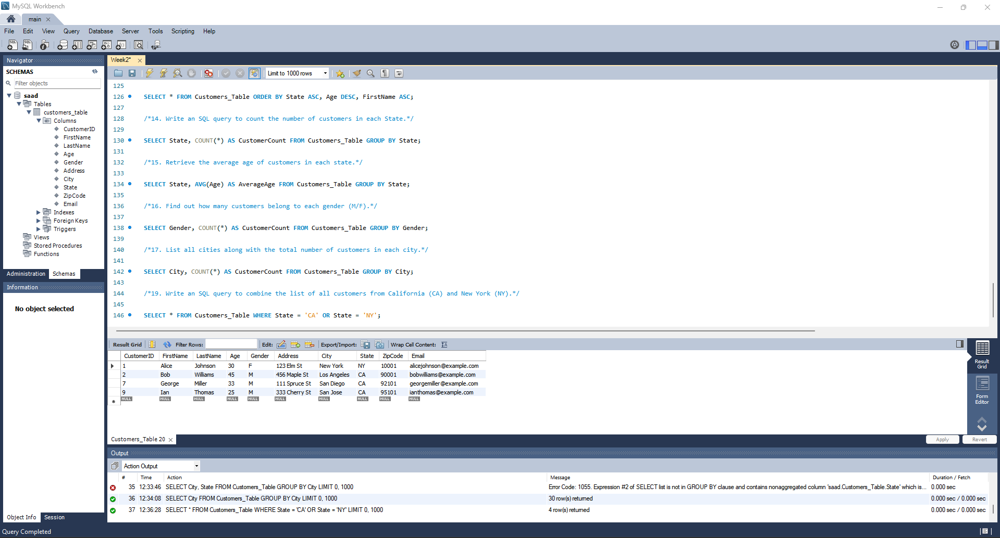 MySQL Workbench
main
File Edit View Query Database Server Tools Scripting Help
Navigator
SCHEMAS
Filter objects
saad
Tables
customers_table
Columns
CustomerID
FirstName
LastName
Age
Gender
Address
City
State
ZipCode
Email
Indexes
Foreign Keys
Triggers
Views
Stored Procedures
Functions
Administration Schemas
Information
No object selected
Object Info Session
Week2*
Limit to 1000 rows
125
126 SELECT * FROM Customers_Table ORDER BY State ASC, Age DESC, FirstName ASC;
127
128 /*14. Write an SQL query to count the number of customers in each State.*/
129
130 SELECT State, COUNT(*) AS CustomerCount FROM Customers_Table GROUP BY State;
131
132 /*15. Retrieve the average age of customers in each state.*/
133
134 SELECT State, AVG(Age) AS AverageAge FROM Customers_Table GROUP BY State;
135
136 /*16. Find out how many customers belong to each gender (M/F).*/
137
138 SELECT Gender, COUNT(*) AS CustomerCount FROM Customers_Table GROUP BY Gender;
139
140 /*17. List all cities along with the total number of customers in each city.*/
141
142 SELECT City, COUNT(*) AS CustomerCount FROM Customers_Table GROUP BY City;
143
144 /*19. Write an SQL query to combine the list of all customers from California (CA) and New York (NY).*/
145
146 SELECT * FROM Customers_Table WHERE State = 'CA' OR State = 'NY';
Result Grid Filter Rows: Edit: Export/Import: Wrap Cell Content:
CustomerID FirstName LastName Age Gender Address City State ZipCode Email
1 Alice Johnson 30 F 123 Elm St New York NY 10001 alicejohnson@example.com
2 Bob Williams 45 M 456 Maple St Los Angeles CA 90001 bobwilliams@example.com
7 George Miller 33 M 111 Spruce St San Diego CA 92101 georgemiller@example.com
9 Ian Thomas 25 M 333 Cherry St San Jose CA 95101 ianthomas@example.com
NULL NULL NULL NULL NULL NULL NULL NULL NULL NULL
Result Grid
Form Editor
Customers_Table 20
Apply Revert
Output
Action Output
# Time Action Message Duration / Fetch
35 12:33:46 SELECT City, State FROM Customers_Table GROUP BY City LIMIT 0, 1000 Error Code: 1055. Expression #2 of SELECT list is not in GROUP BY clause and contains nonaggregated column 'saad.Customers_Table.State' which is... 0.000 sec
36 12:34:08 SELECT City FROM Customers_Table GROUP BY City LIMIT 0, 1000 30 row(s) returned 0.000 sec / 0.000 sec
37 12:36:28 SELECT * FROM Customers_Table WHERE State = 'CA' OR State = 'NY' LIMIT 0, 1000 4 row(s) returned 0.000 sec / 0.000 sec
Query Completed